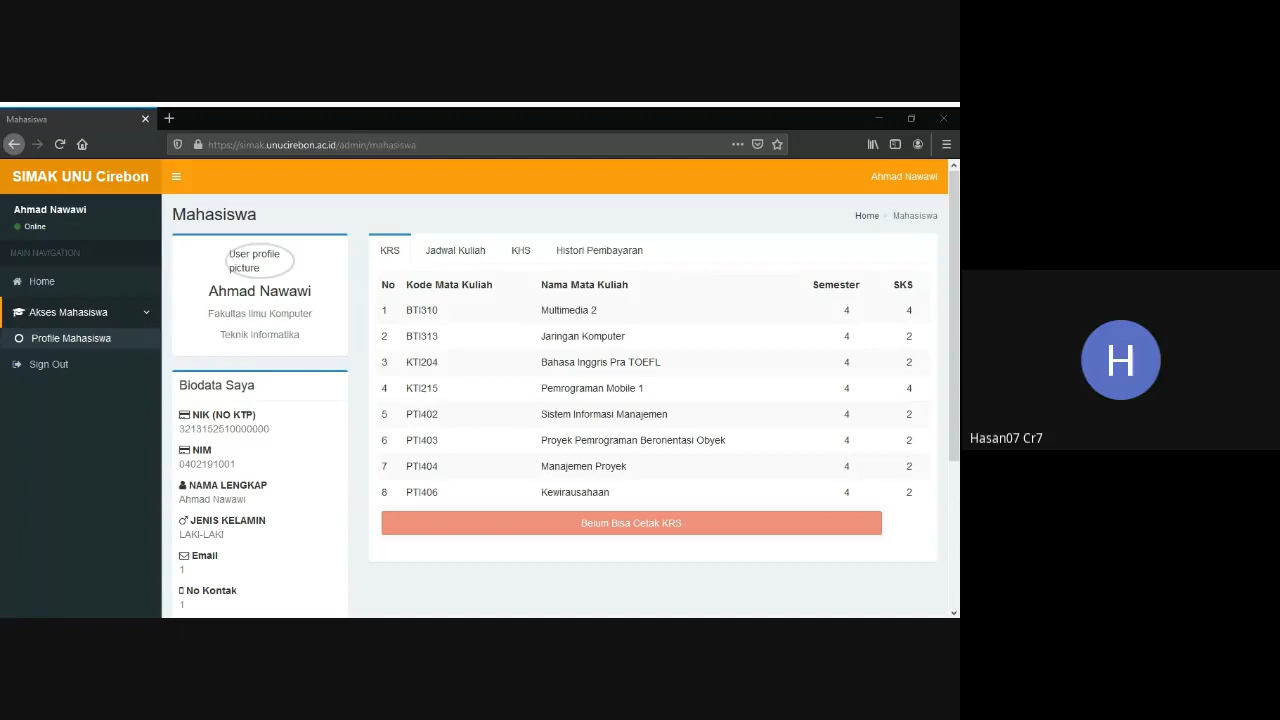 Mahasiswa
https://simak.unucirebon.ac.id/admin/mahasiswa
SIMAK UNU Cirebon
Ahmad Nawawi
Ahmad Nawawi
Online
MAIN NAVIGATION
Home
Akses Mahasiswa
Profile Mahasiswa
Sign Out
Mahasiswa
Home
Mahasiswa
User profile
picture
Ahmad Nawawi
Fakultas Ilmu Komputer
Teknik Informatika
Biodata Saya
NIK (NO KTP)
3213152510000000
NIM
0402191001
NAMA LENGKAP
Ahmad Nawawi
JENIS KELAMIN
LAKI-LAKI
Email
1
No Kontak
1
KRS Jadwal Kuliah KHS Histori Pembayaran
No Kode Mata Kuliah Nama Mata Kuliah Semester SKS
1 BTI310 Multimedia 2 4 4
2 BTI313 Jaringan Komputer 4 2
3 KTI204 Bahasa Inggris Pra TOEFL 4 2
4 KTI215 Pemrograman Mobile 1 4 4
5 PTI402 Sistem Informasi Manajemen 4 2
6 PTI403 Proyek Pemrograman Berorientasi Obyek 4 2
7 PTI404 Manajemen Proyek 4 2
8 PTI406 Kewirausahaan 4 2
Belum Bisa Cetak KRS
H
Hasan07 Cr7